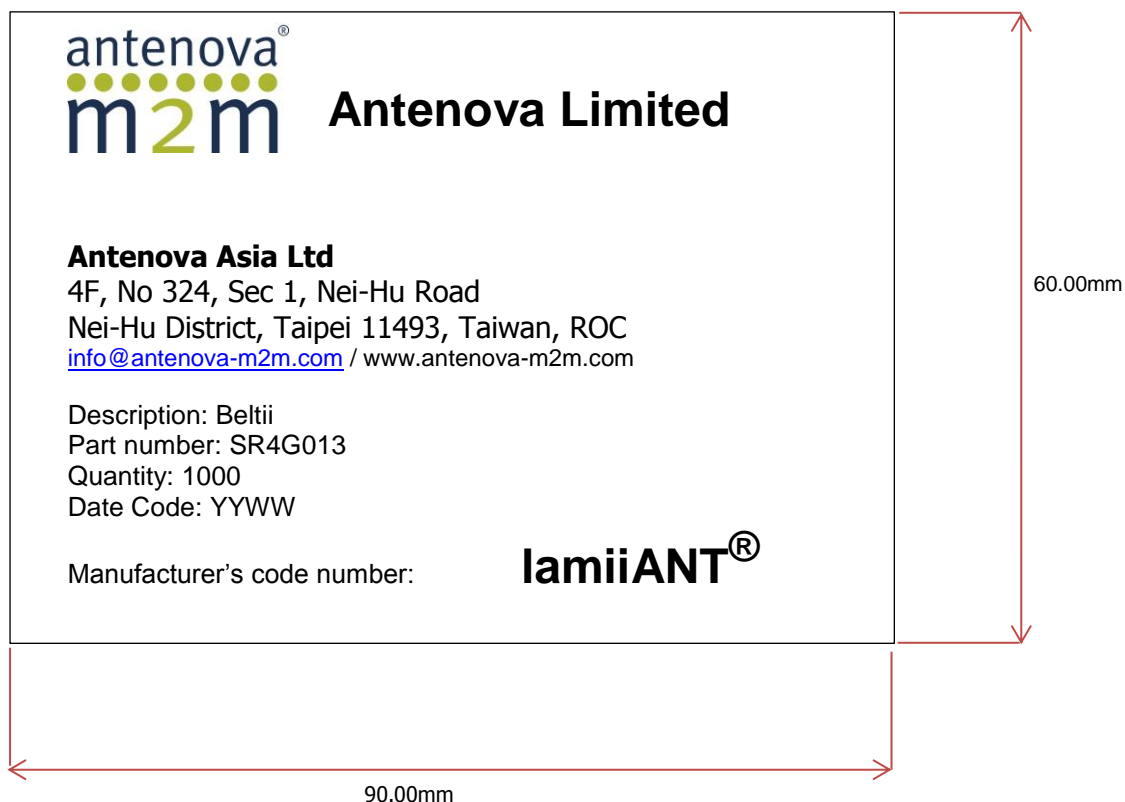 antenova®
m2m
Antenova Limited
Antenova Asia Ltd
4F, No 324, Sec 1, Nei-Hu Road
Nei-Hu District, Taipei 11493, Taiwan, ROC
info@antenova-m2m.com / www.antenova-m2m.com
60.00mm
Description: Beltii
Part number: SR4G013
Quantity: 1000
Date Code: YYWW
Manufacturer’s code number: lamiiANT®
90.00mm